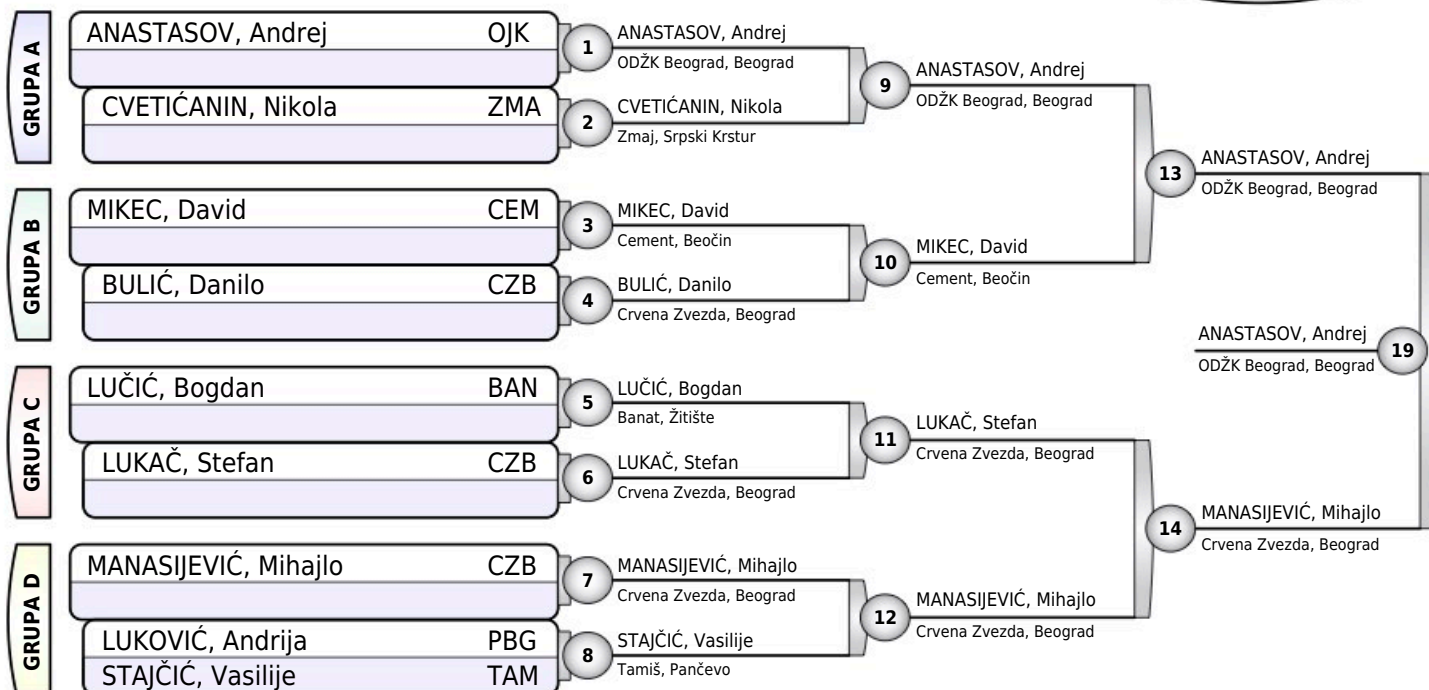 GRUPA A
ANASTASOV, Andrej OJK
CVETIĆANIN, Nikola ZMA
GRUPA B
MIKEC, David CEM
BULIĆ, Danilo CZB
GRUPA C
LUČIĆ, Bogdan BAN
LUKAČ, Stefan CZB
GRUPA D
MANASIJEVIĆ, Mihajlo CZB
LUKOVIĆ, Andrija PBG
STAJČIĆ, Vasilije TAM
1
ANASTASOV, Andrej
ODŽK Beograd, Beograd
2
CVETIĆANIN, Nikola
Zmaj, Srpski Krstur
3
MIKEC, David
Cement, Beočin
4
BULIĆ, Danilo
Crvena Zvezda, Beograd
5
LUČIĆ, Bogdan
Banat, Žitište
6
LUKAČ, Stefan
Crvena Zvezda, Beograd
7
MANASIJEVIĆ, Mihajlo
Crvena Zvezda, Beograd
8
STAJČIĆ, Vasilije
Tamiš, Pančevo
9
ANASTASOV, Andrej
ODŽK Beograd, Beograd
10
MIKEC, David
Cement, Beočin
11
LUKAČ, Stefan
Crvena Zvezda, Beograd
12
MANASIJEVIĆ, Mihajlo
Crvena Zvezda, Beograd
13
ANASTASOV, Andrej
ODŽK Beograd, Beograd
14
MANASIJEVIĆ, Mihajlo
Crvena Zvezda, Beograd
ANASTASOV, Andrej
ODŽK Beograd, Beograd
19